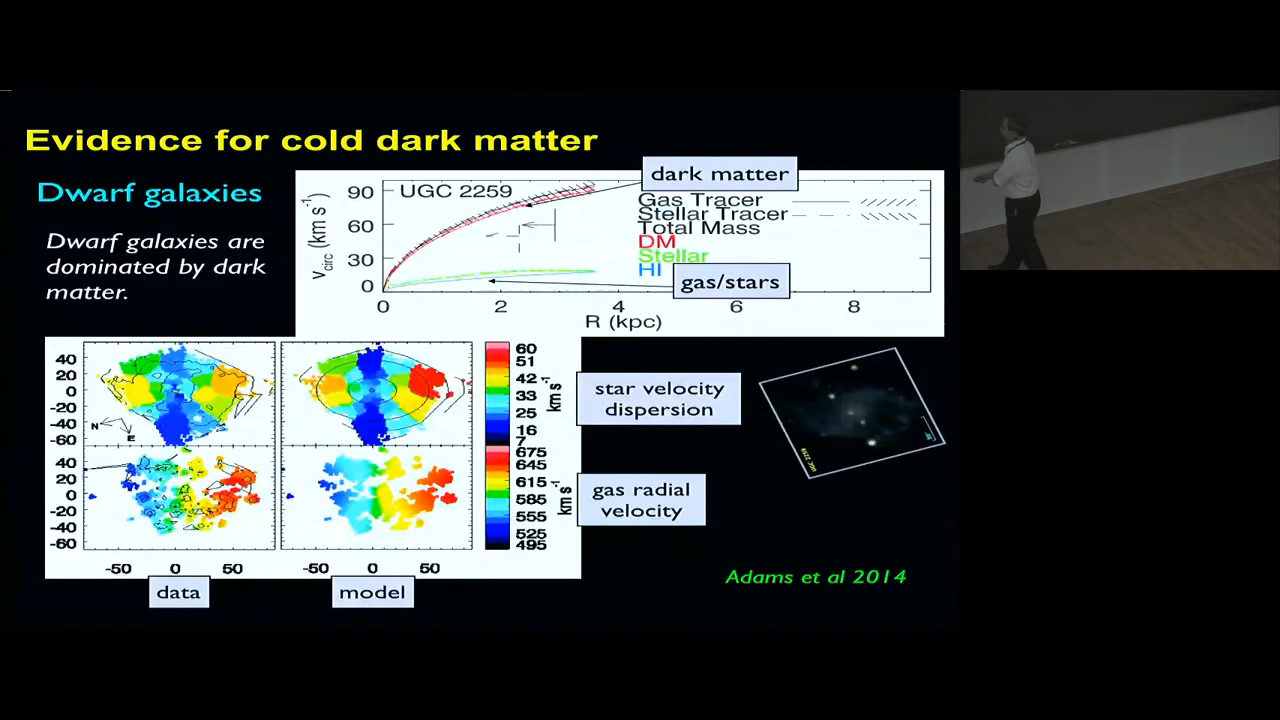 Evidence for cold dark matter
Dwarf galaxies
Dwarf galaxies are
dominated by dark
matter.
dark matter
UGC 2259
Gas Tracer
Stellar Tracer
Total Mass
DM
Stellar
HI
gas/stars
90
60
30
0
v circ (km s-1)
0 2 4 6 8
R (kpc)
40
20
0
-20
-40
-60
N
E
60
51
42
33
25
16
7
km s-1
star velocity
dispersion
40
20
0
-20
-40
-60
675
645
615
585
555
525
495
km s-1
gas radial
velocity
-50 0 50 -50 0 50
data model
UGC 2259
Adams et al 2014